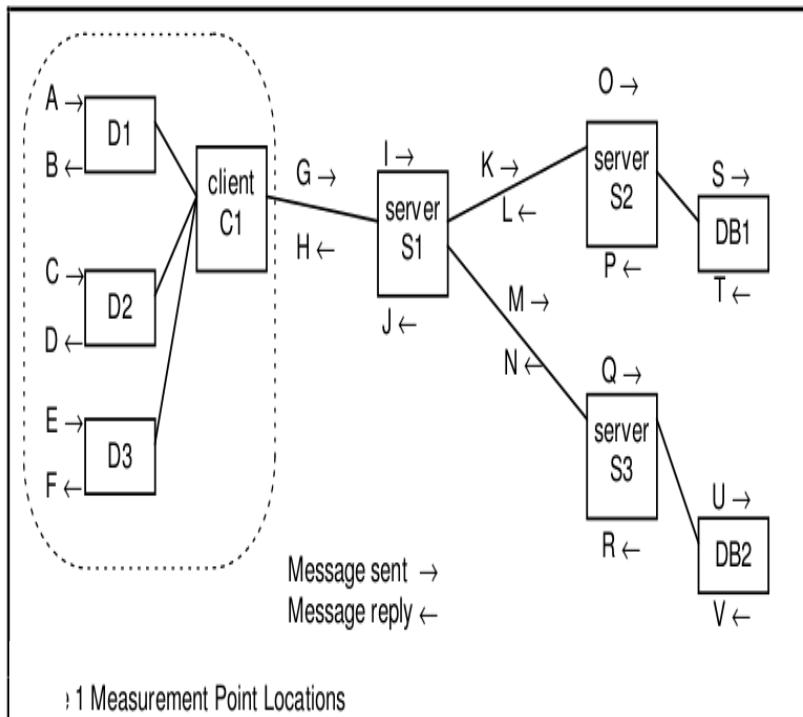 A →
D1
B ←
client
C1
C →
D2
D ←
E →
D3
F ←
G →
H ←
I →
server
S1
J ←
K →
L ←
M →
N ←
O →
server
S2
P ←
S →
DB1
T ←
Q →
server
S3
R ←
U →
DB2
V ←
Message sent →
Message reply ←
1 Measurement Point Locations